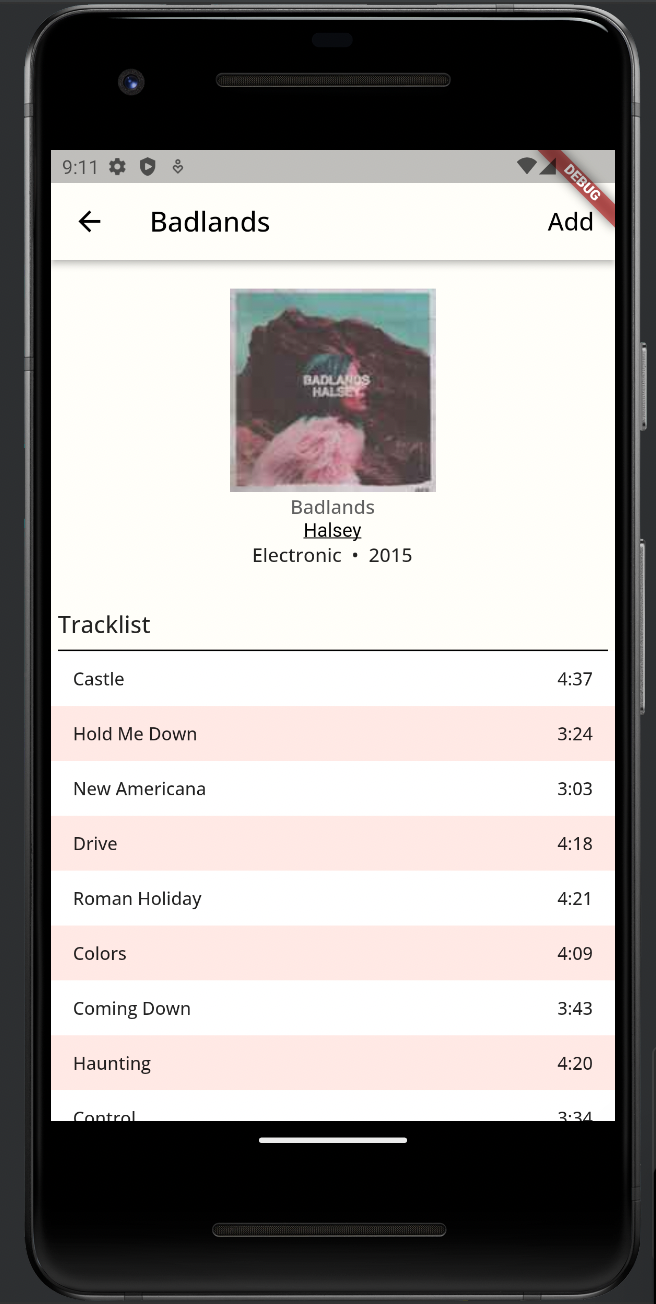 9:11
DEBUG
Badlands
Add
BADLANDS
HALSEY
Badlands
Halsey
Electronic • 2015
Tracklist
Castle 4:37
Hold Me Down 3:24
New Americana 3:03
Drive 4:18
Roman Holiday 4:21
Colors 4:09
Coming Down 3:43
Haunting 4:20
Control 3:34